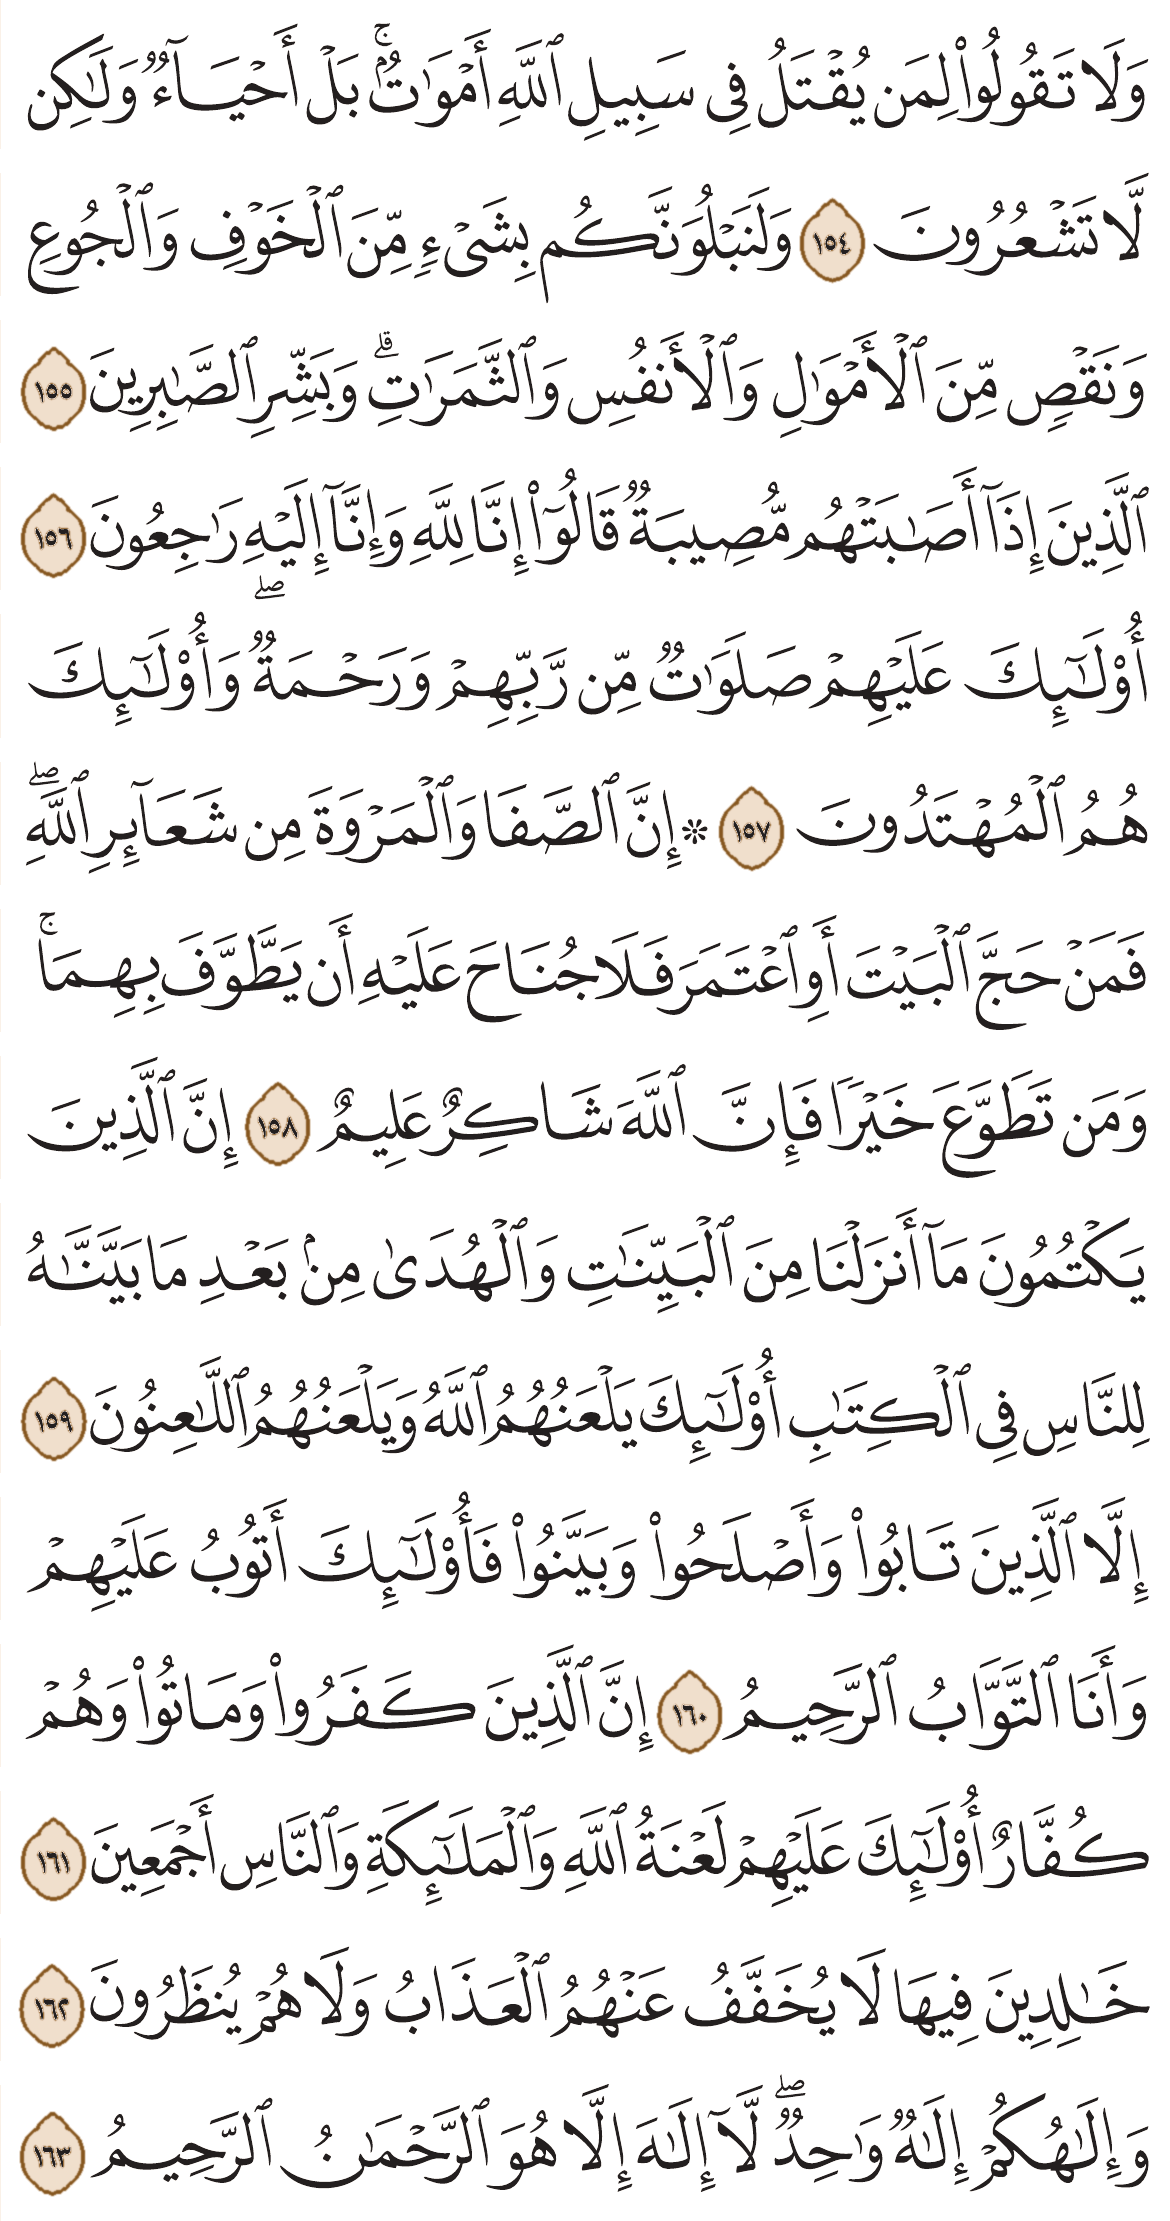 وَلَا تَقُولُوا۟ لِمَن يُقْتَلُ فِى سَبِيلِ ٱللَّهِ أَمْوَٰتٌۢ ۚ بَلْ أَحْيَآءٌ وَلَـٰكِن
لَّا تَشْعُرُونَ ١٥٤ وَلَنَبْلُوَنَّكُم بِشَىْءٍ مِّنَ ٱلْخَوْفِ وَٱلْجُوعِ
وَنَقْصٍ مِّنَ ٱلْأَمْوَٰلِ وَٱلْأَنفُسِ وَٱلثَّمَرَٰتِ ۗ وَبَشِّرِ ٱلصَّـٰبِرِينَ ١٥٥
ٱلَّذِينَ إِذَآ أَصَـٰبَتْهُم مُّصِيبَةٌ قَالُوٓا۟ إِنَّا لِلَّهِ وَإِنَّآ إِلَيْهِ رَٰجِعُونَ ١٥٦
أُو۟لَـٰٓئِكَ عَلَيْهِمْ صَلَوَٰتٌ مِّن رَّبِّهِمْ وَرَحْمَةٌ ۖ وَأُو۟لَـٰٓئِكَ
هُمُ ٱلْمُهْتَدُونَ ١٥٧ ۞ إِنَّ ٱلصَّفَا وَٱلْمَرْوَةَ مِن شَعَآئِرِ ٱللَّهِ ۖ
فَمَنْ حَجَّ ٱلْبَيْتَ أَوِ ٱعْتَمَرَ فَلَا جُنَاحَ عَلَيْهِ أَن يَطَّوَّفَ بِهِمَا ۚ
وَمَن تَطَوَّعَ خَيْرًا فَإِنَّ ٱللَّهَ شَاكِرٌ عَلِيمٌ ١٥٨ إِنَّ ٱلَّذِينَ
يَكْتُمُونَ مَآ أَنزَلْنَا مِنَ ٱلْبَيِّنَـٰتِ وَٱلْهُدَىٰ مِنۢ بَعْدِ مَا بَيَّنَّـٰهُ
لِلنَّاسِ فِى ٱلْكِتَـٰبِ أُو۟لَـٰٓئِكَ يَلْعَنُهُمُ ٱللَّهُ وَيَلْعَنُهُمُ ٱللَّـٰعِنُونَ ١٥٩
إِلَّا ٱلَّذِينَ تَابُوا۟ وَأَصْلَحُوا۟ وَبَيَّنُوا۟ فَأُو۟لَـٰٓئِكَ أَتُوبُ عَلَيْهِمْ
وَأَنَا ٱلتَّوَّابُ ٱلرَّحِيمُ ١٦٠ إِنَّ ٱلَّذِينَ كَفَرُوا۟ وَمَاتُوا۟ وَهُمْ
كُفَّارٌ أُو۟لَـٰٓئِكَ عَلَيْهِمْ لَعْنَةُ ٱللَّهِ وَٱلْمَلَـٰٓئِكَةِ وَٱلنَّاسِ أَجْمَعِينَ ١٦١
خَـٰلِدِينَ فِيهَا لَا يُخَفَّفُ عَنْهُمُ ٱلْعَذَابُ وَلَا هُمْ يُنظَرُونَ ١٦٢
وَإِلَـٰهُكُمْ إِلَـٰهٌ وَٰحِدٌ ۖ لَّآ إِلَـٰهَ إِلَّا هُوَ ٱلرَّحْمَـٰنُ ٱلرَّحِيمُ ١٦٣